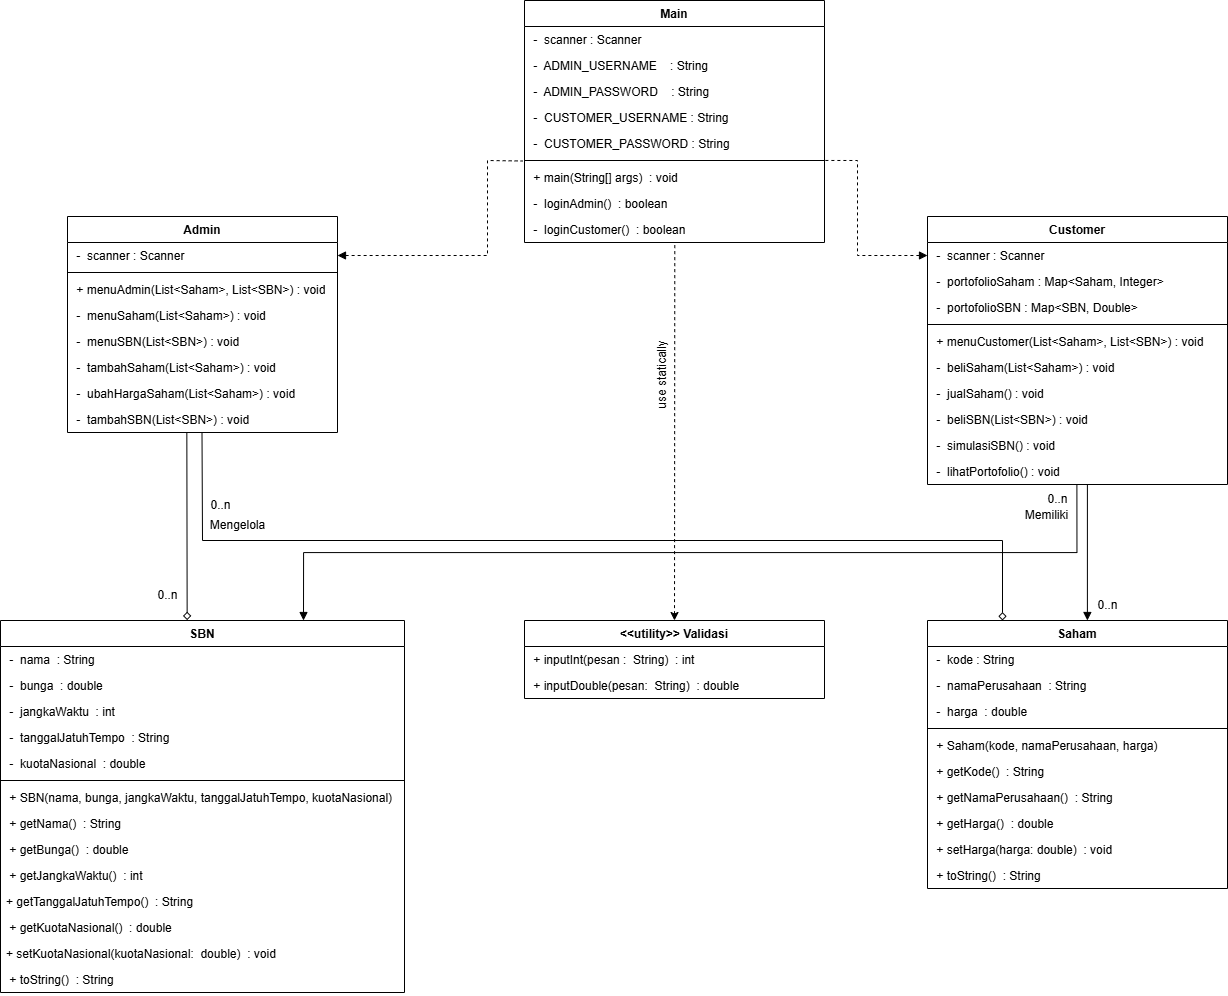 Main
- scanner : Scanner
- ADMIN_USERNAME : String
- ADMIN_PASSWORD : String
- CUSTOMER_USERNAME : String
- CUSTOMER_PASSWORD : String
+ main(String[] args) : void
- loginAdmin() : boolean
- loginCustomer() : boolean
Admin
- scanner : Scanner
+ menuAdmin(List<Saham>, List<SBN>) : void
- menuSaham(List<Saham>) : void
- menuSBN(List<SBN>) : void
- tambahSaham(List<Saham>) : void
- ubahHargaSaham(List<Saham>) : void
- tambahSBN(List<SBN>) : void
Customer
- scanner : Scanner
- portofolioSaham : Map<Saham, Integer>
- portofolioSBN : Map<SBN, Double>
+ menuCustomer(List<Saham>, List<SBN>) : void
- beliSaham(List<Saham>) : void
- jualSaham() : void
- beliSBN(List<SBN>) : void
- simulasiSBN() : void
- lihatPortofolio() : void
use statically
0..n
Mengelola
0..n
Memiliki
0..n
0..n
SBN
- nama : String
- bunga : double
- jangkaWaktu : int
- tanggalJatuhTempo : String
- kuotaNasional : double
+ SBN(nama, bunga, jangkaWaktu, tanggalJatuhTempo, kuotaNasional)
+ getNama() : String
+ getBunga() : double
+ getJangkaWaktu() : int
+ getTanggalJatuhTempo() : String
+ getKuotaNasional() : double
+ setKuotaNasional(kuotaNasional: double) : void
+ toString() : String
<<utility>> Validasi
+ inputInt(pesan : String) : int
+ inputDouble(pesan: String) : double
Saham
- kode : String
- namaPerusahaan : String
- harga : double
+ Saham(kode, namaPerusahaan, harga)
+ getKode() : String
+ getNamaPerusahaan() : String
+ getHarga() : double
+ setHarga(harga: double) : void
+ toString() : String